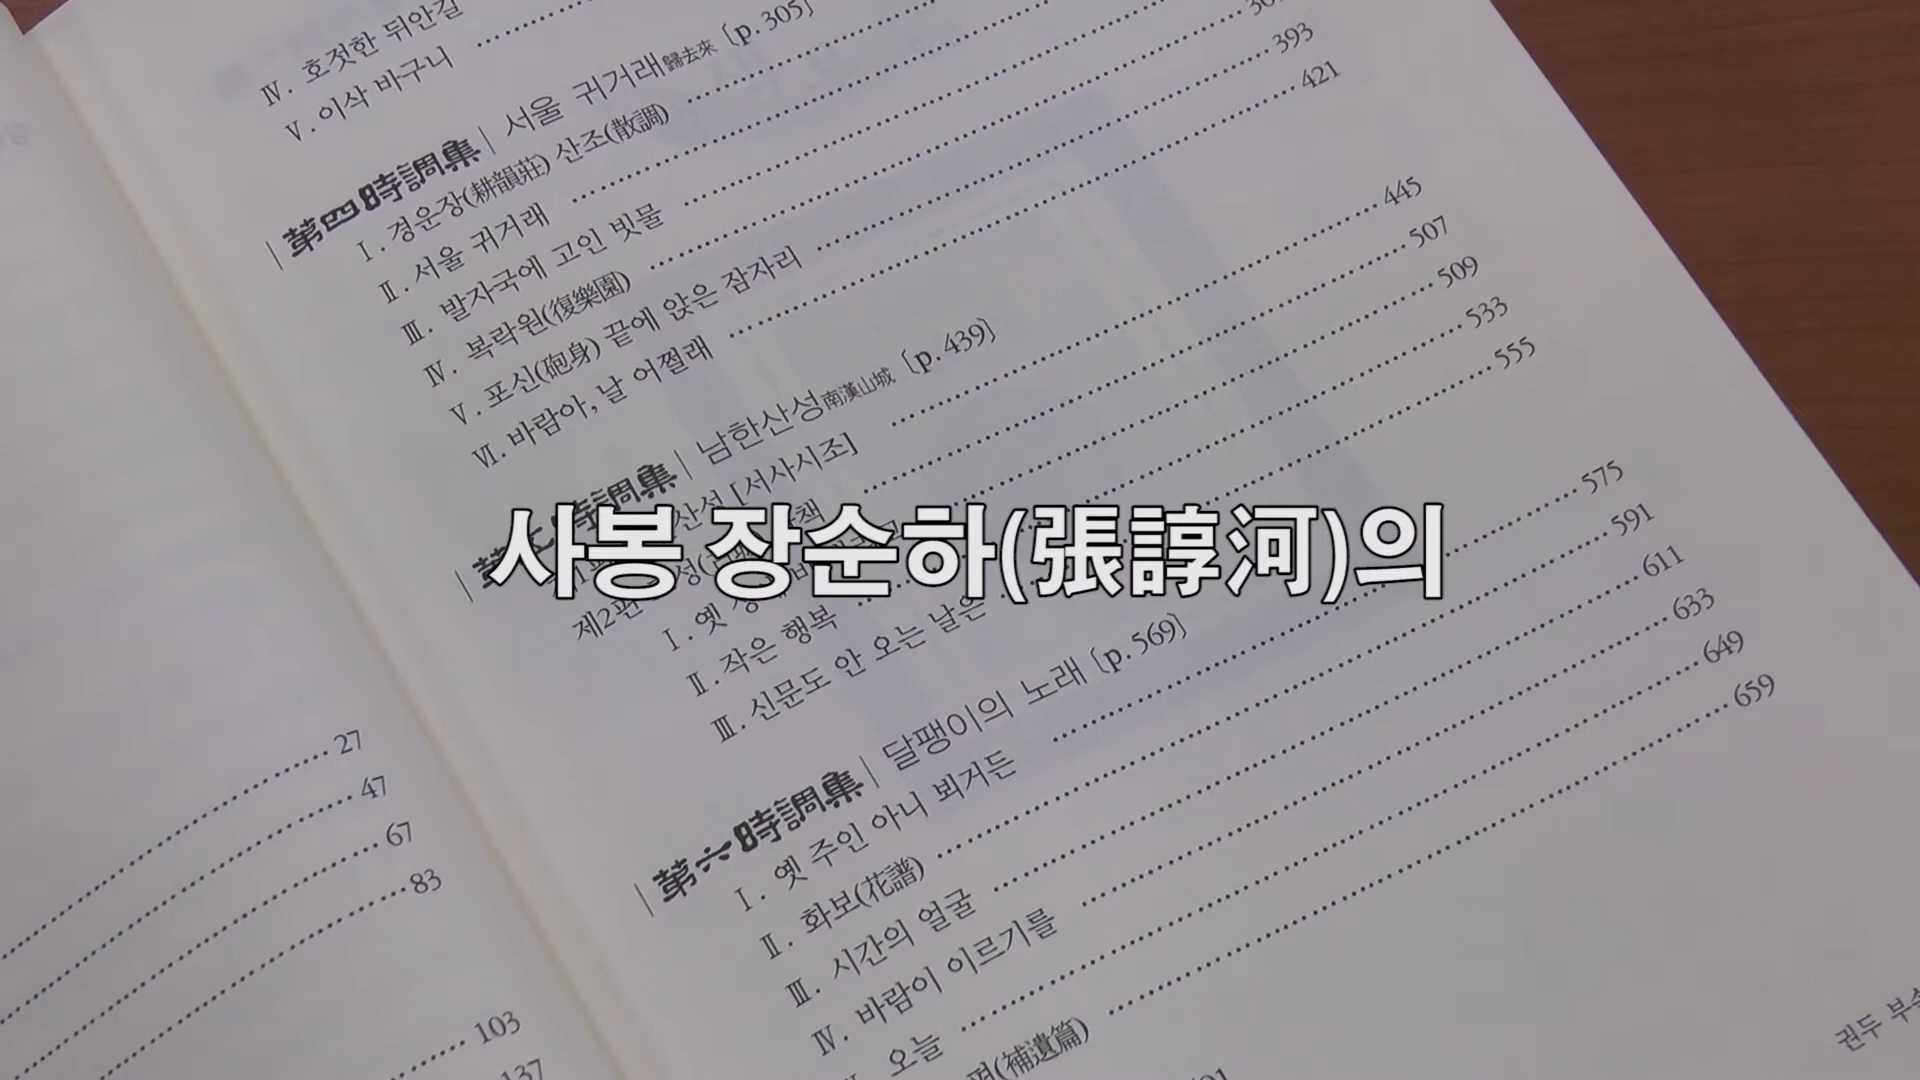 Ⅳ. 호젓한 뒤안길
Ⅴ. 이삭 바구니
第四時調集 | 서울 귀거래歸去來 〔p. 305〕
Ⅰ. 경운장(耕韻莊) 산조(散調)
Ⅱ. 서울 귀거래
Ⅲ. 발자국에 고인 빗물
Ⅳ. 복락원(復樂園)
Ⅴ. 포신(砲身) 끝에 앉은 잠자리 393
Ⅵ. 바람아, 날 어쩔래 421
남한산성南漢山城 〔p. 439〕
산성 [서사시조] 445
507
Ⅰ. 옛 509
Ⅱ. 작은 행복 533
Ⅲ. 신문도 안 오는 날은 555
사봉 장순하(張諄河)의
第六時調集 | 달팽이의 노래 〔p. 569〕
Ⅰ. 옛 주인 아니 뵈거든 575
Ⅱ. 화보(花譜) 591
Ⅲ. 시간의 얼굴 611
Ⅳ. 바람이 이르기를 633
오늘 649
(補遺篇) 659
27
47
67
83
103
137
권두 부